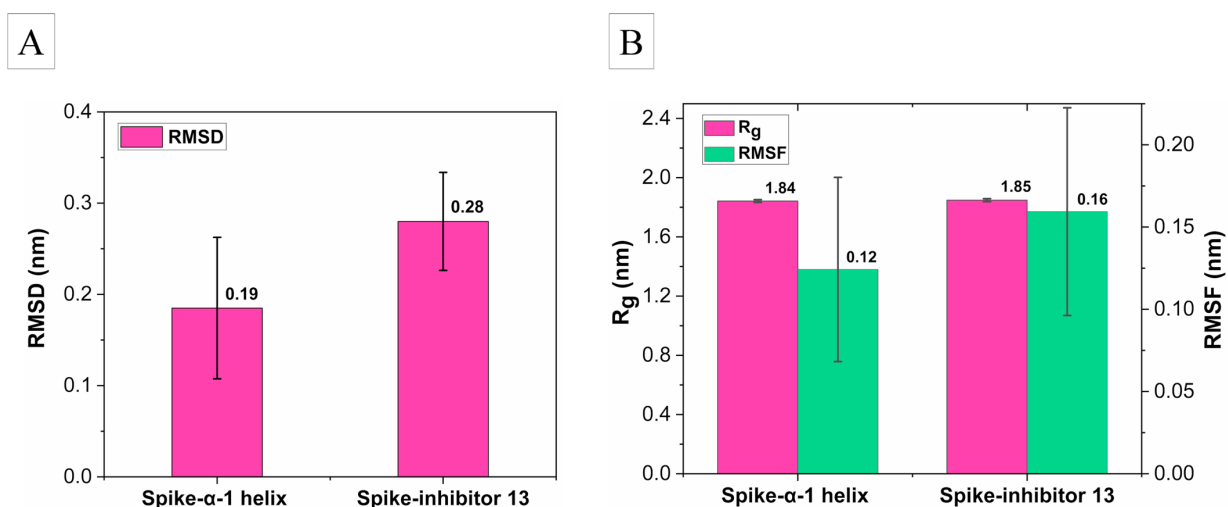 A
B
RMSD (nm)
0.4
0.3
0.2
0.1
0.0
RMSD
0.19
0.28
Spike-α-1 helix
Spike-inhibitor 13
Rg (nm)
2.4
2.0
1.6
1.2
0.8
0.4
0.0
Rg
RMSF
1.84
0.12
1.85
0.16
0.20
0.15
0.10
0.05
0.00
RMSF (nm)
Spike-α-1 helix
Spike-inhibitor 13